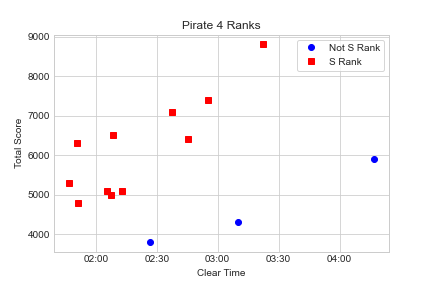 Pirate 4 Ranks
Not S Rank
S Rank
Total Score
9000
8000
7000
6000
5000
4000
02:00 02:30 03:00 03:30 04:00
Clear Time